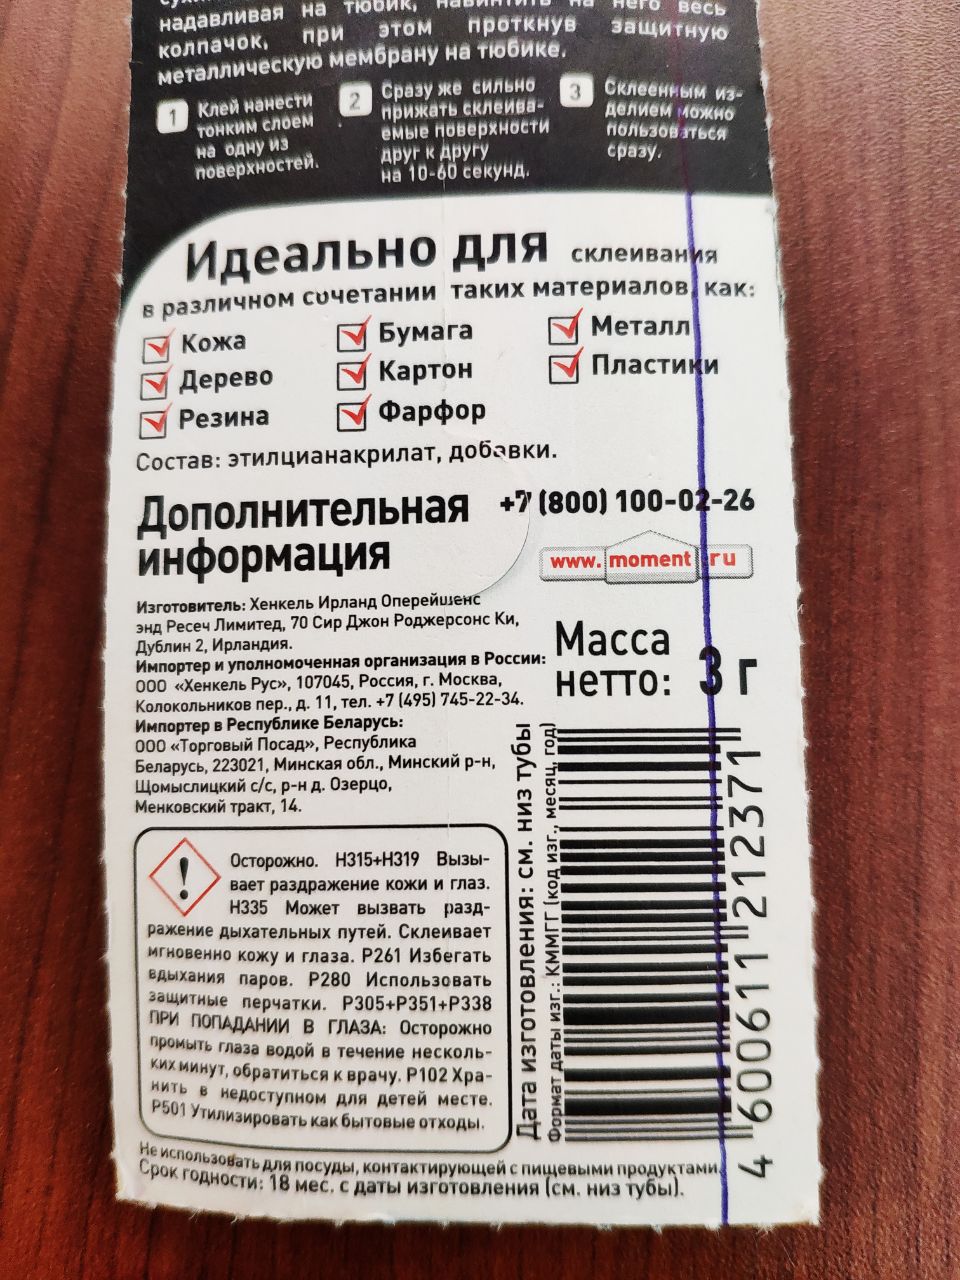 надавливая на тюбик, навинтить на него весь
колпачок, при этом проткнув защитную
металлическую мембрану на тюбике.
1 Клей нанести
тонким слоем
на одну из
поверхностей.
2 Сразу же сильно
прижать склеива-
емые поверхности
друг к другу
на 10-60 секунд.
3 Склеенным из-
делием можно
пользоваться
сразу.
Идеально для склеивания
в различном сочетании таких материалов, как:
Кожа
Дерево
Резина
Бумага
Картон
Фарфор
Металл
Пластики
Состав: этилцианакрилат, добавки.
Дополнительная
информация
+7 (800) 100-02-26
www.moment.ru
Изготовитель: Хенкель Ирланд Оперейшенс
энд Ресеч Лимитед, 70 Сир Джон Роджерсонс Ки,
Дублин 2, Ирландия.
Импортер и уполномоченная организация в России:
ООО «Хенкель Рус», 107045, Россия, г. Москва,
Колокольников пер., д. 11, тел. +7 (495) 745-22-34.
Импортер в Республике Беларусь:
ООО «Торговый Посад», Республика
Беларусь, 223021, Минская обл., Минский р-н,
Щомыслицкий с/с, р-н д. Озерцо,
Менковский тракт, 14.
Масса
нетто: 3 г
Осторожно. H315+H319 Вызы-
вает раздражение кожи и глаз.
H335 Может вызвать разд-
ражение дыхательных путей. Склеивает
мгновенно кожу и глаза. P261 Избегать
вдыхания паров. P280 Использовать
защитные перчатки. P305+P351+P338
ПРИ ПОПАДАНИИ В ГЛАЗА: Осторожно
промыть глаза водой в течение несколь-
ких минут, обратиться к врачу. P102 Хра-
нить в недоступном для детей месте.
P501 Утилизировать как бытовые отходы.
Дата изготовления: см. низ тубы
Формат даты изг.: КММГГ (код изг., месяц, год)
4 600611 212371
Не использовать для посуды, контактирующей с пищевыми продуктами.
Срок годности: 18 мес. с даты изготовления (см. низ тубы).